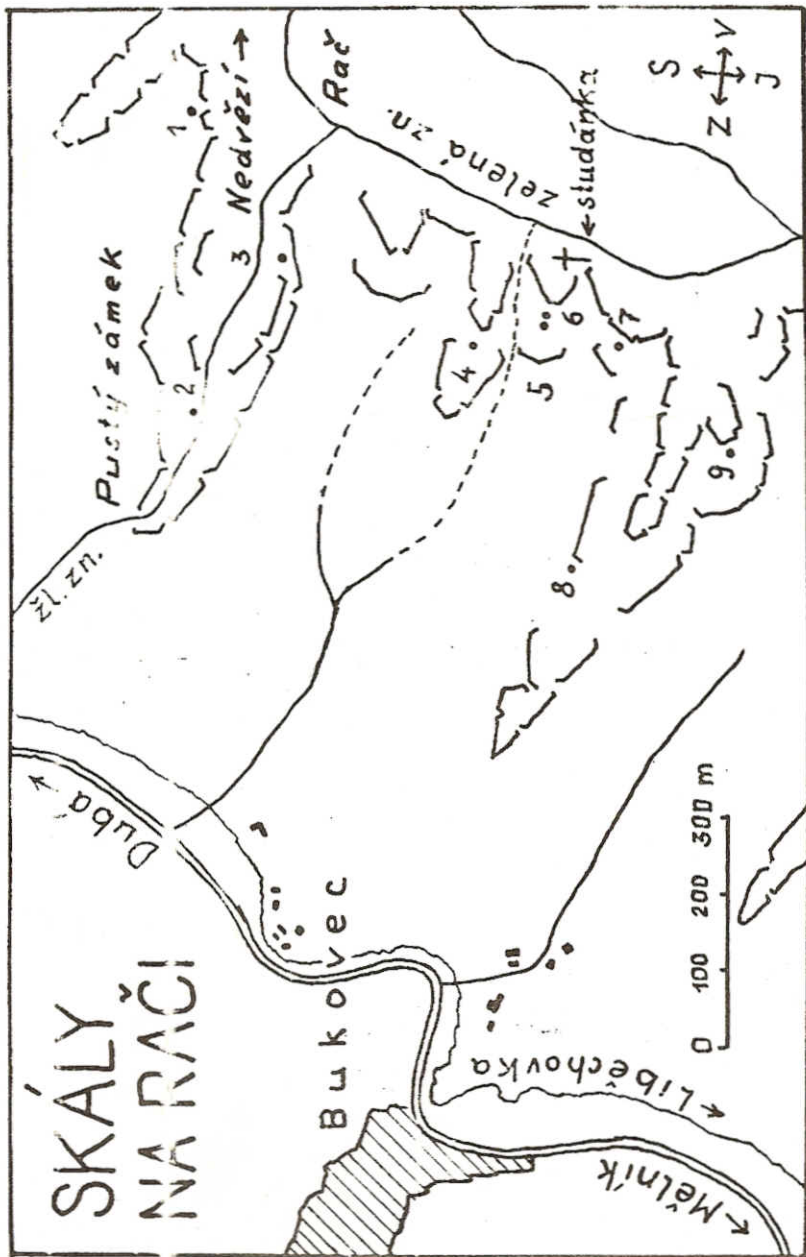 SKÁLY
NA RAČI
Dubá
žl. zn.
Pustý zámek
Nedvězí
Rač
zelená zn.
studánka
Bukovec
Liběchovka
Mělník
1
2
3
4
5
6
7
8
9
0 100 200 300 m
S
Z V
J